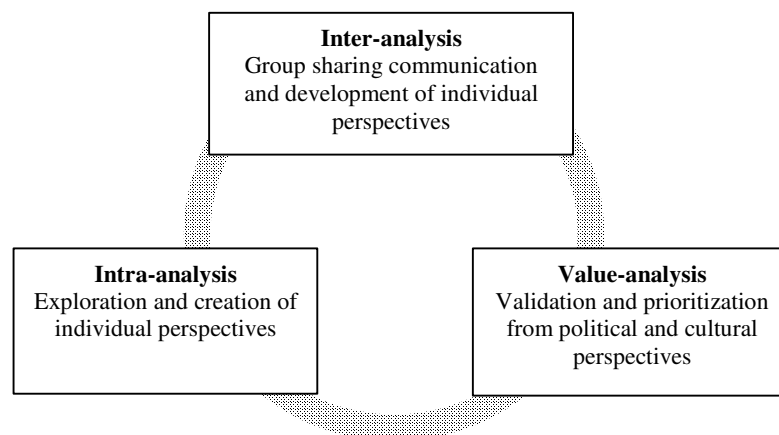 Inter-analysis
Group sharing communication
and development of individual
perspectives
Intra-analysis
Exploration and creation of
individual perspectives
Value-analysis
Validation and prioritization
from political and cultural
perspectives